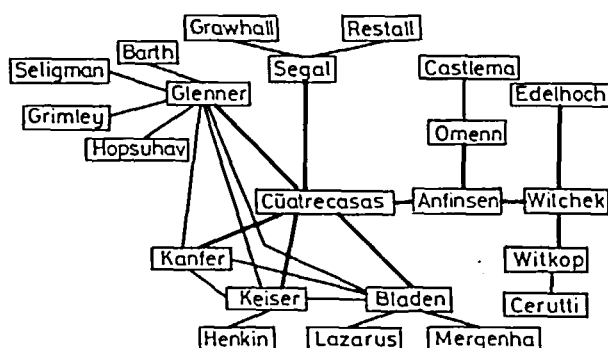 Grawhall
Restall
Barth
Seligman
Segal
Castlema
Glenner
Edelhoch
Grimley
Omenn
Hopsuhav
Cüatrecasas
Anfinsen
Witchek
Kanfer
Witkop
Keiser
Bladen
Cerutti
Henkin
Lazarus
Mergenha